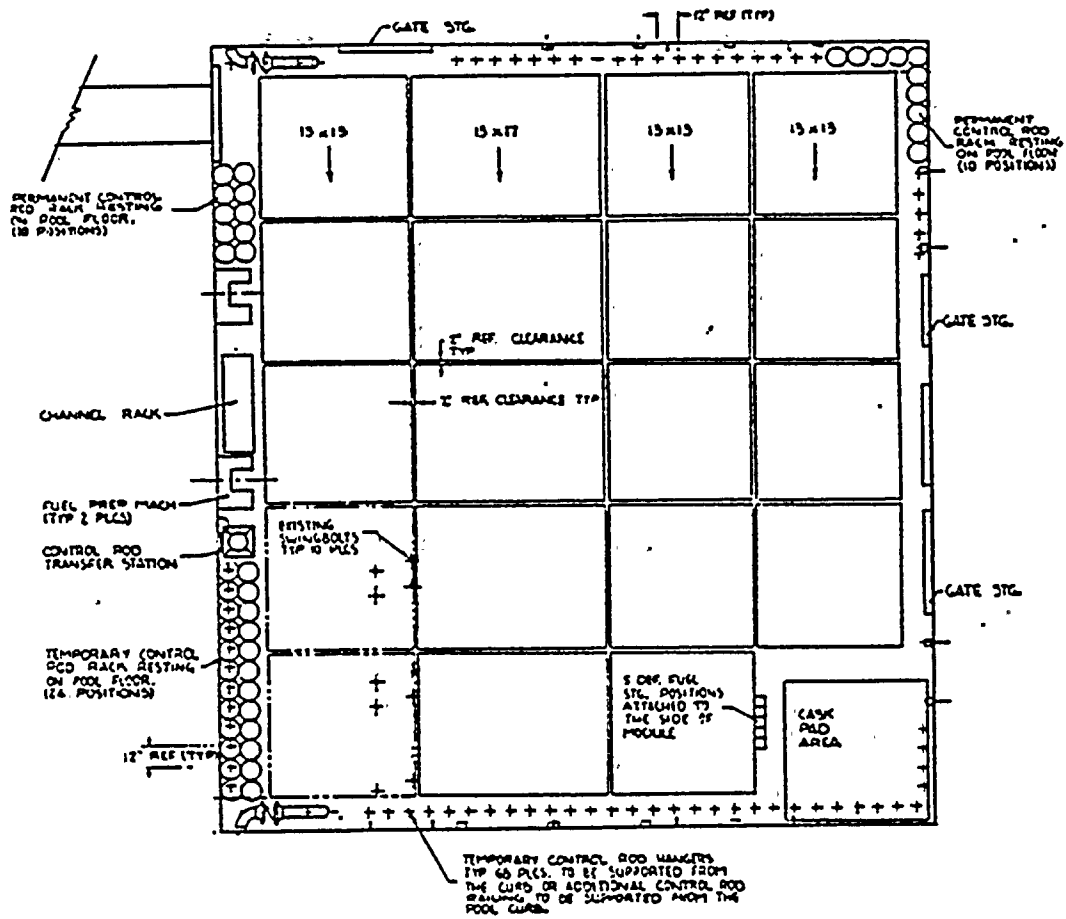 GATE STG.
12" REF (TYP)
13 x 13
13 x 17
13 x 13
13 x 13
PERMANENT
CONTROL ROD
RACK RESTING
ON POOL FLOOR
(10 POSITIONS)
PERMANENT CONTROL
ROD RACK RESTING
ON POOL FLOOR.
(10 POSITIONS)
GATE STG.
2" REF. CLEARANCE
TYP
2" REF. CLEARANCE TYP
CHANNEL RACK
FUEL PREP MACH
(TYP 2 PLCS)
EXISTING
SWINGBOLTS
TYP 10 PLCS
CONTROL ROD
TRANSFER STATION
GATE STG.
TEMPORARY CONTROL
ROD RACK RESTING
ON POOL FLOOR.
(24 POSITIONS)
5 DEF. FUEL
STG. POSITIONS
ATTACHED TO
THE SIDE OF
MODULE
CASK
PAD
AREA
12" REF (TYP)
TEMPORARY CONTROL ROD HANGERS
TYP 68 PLCS. TO BE SUPPORTED FROM
THE CURB OR ADDITIONAL CONTROL ROD
RAILING TO BE SUPPORTED FROM THE
POOL CURB.